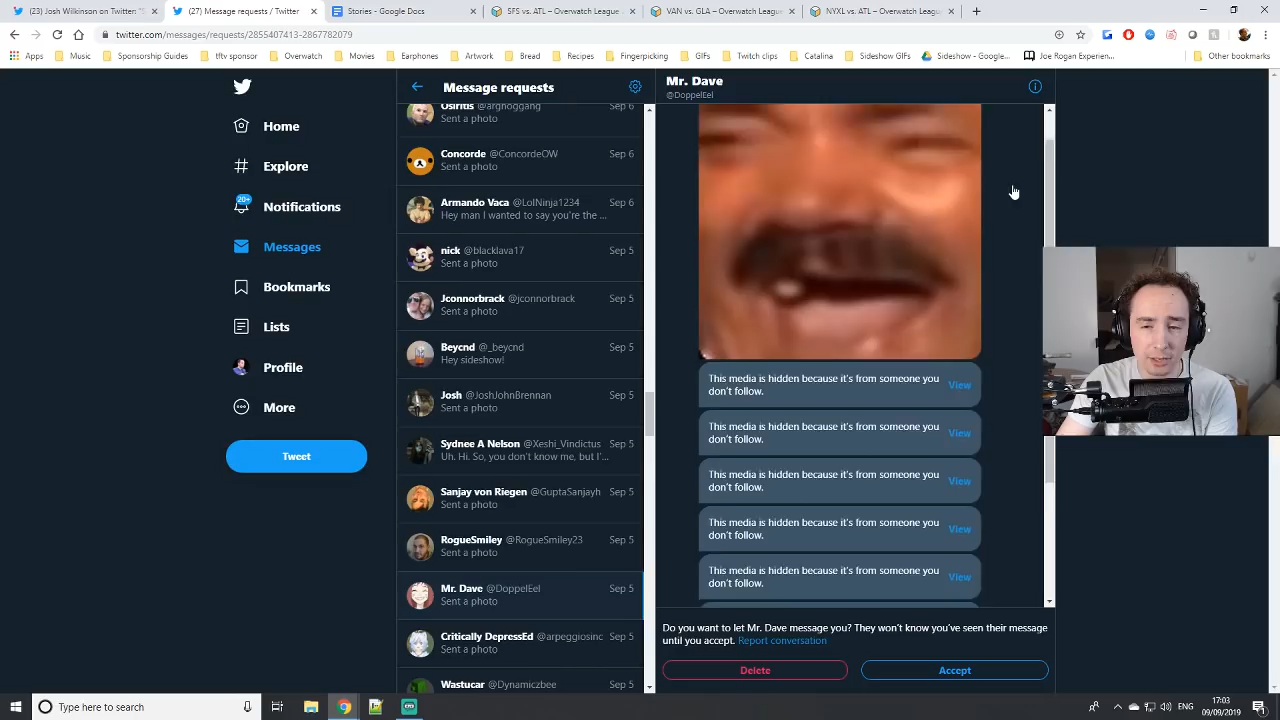 (23) Josh Wilkinson on Twitter: "S
(27) Message Requests / Twitter
Stories - Google Docs
SFS vs. ATL – Overwatch League
VAN vs. GLA – Overwatch League
NYXL vs. ATL – Overwatch League
twitter.com/messages/requests/2855407413-2867782079
Apps
Music
Sponsorship Guides
tftv sponsor
Overwatch
Movies
Earphones
Bread
Recipes
Fingerpicking
GIFs
Twitch clips
Catalina
Sideshow GIFs
Sideshow - Google...
Joe Rogan Experien...
Home
Explore
20+
Notifications
Messages
Bookmarks
Lists
Profile
More
Tweet
Message requests
Osiritis @argnoggang
Sep 6
Sent a photo
Concorde @ConcordeOW
Sep 6
Sent a photo
Armando Vaca @LolNinja1234
Sep 6
Hey man I wanted to say you're the ...
nick @blacklava17
Sep 5
Sent a photo
Jconnorbrack @jconnorbrack
Sep 5
Sent a photo
Beycnd @_beycnd
Sep 5
Hey sideshow!
Josh @JoshJohnBrennan
Sep 5
Sent a photo
Sydnee A Nelson @Xeshi_Vindictus
Sep 5
Uh. Hi. So, you don't know me, but I'...
Sanjay von Riegen @GuptaSanjayh
Sep 5
Sent a photo
RogueSmiley @RogueSmiley23
Sep 5
Sent a photo
Mr. Dave @DoppelEel
Sep 5
Sent a photo
Critically DepressEd @arpeggiosinc
Sep 5
Sent a photo
Wastucar @Dynamiczbee
Sep 5
Mr. Dave
@DoppelEel
This media is hidden because it's from someone you
don't follow.
View
This media is hidden because it's from someone you
don't follow.
View
This media is hidden because it's from someone you
don't follow.
View
This media is hidden because it's from someone you
don't follow.
View
This media is hidden because it's from someone you
don't follow.
View
Do you want to let Mr. Dave message you? They won't know you've seen their message
until you accept. Report conversation
Delete
Accept
Type here to search
ENG
17:03
09/09/2019